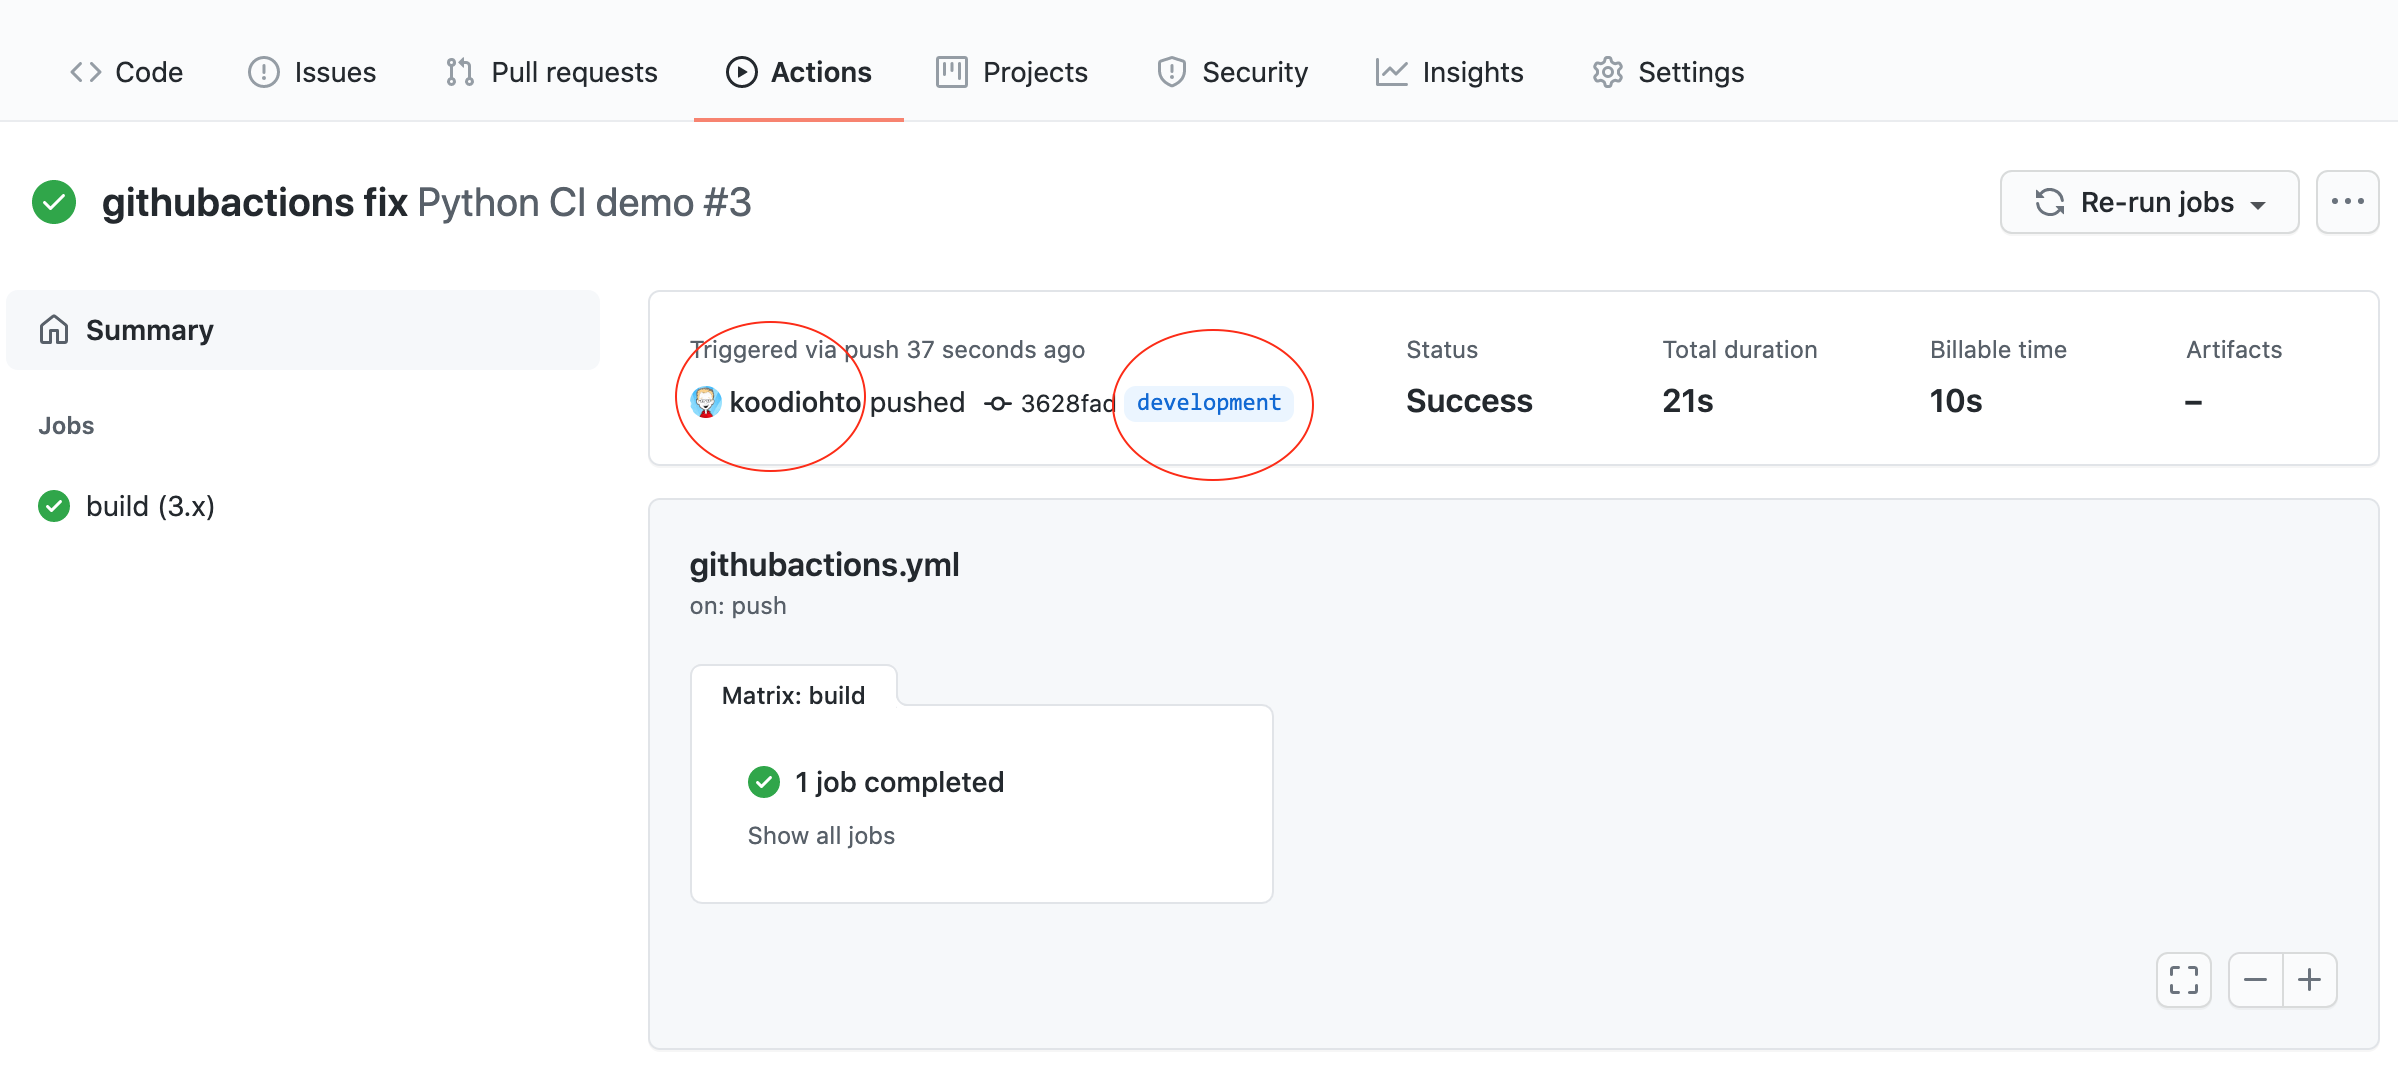 Code Issues Pull requests Actions Projects Security Insights Settings
githubactions fix Python CI demo #3
Re-run jobs
Summary
Jobs
build (3.x)
Triggered via push 37 seconds ago
koodiohto pushed 3628fad development
Status
Success
Total duration
21s
Billable time
10s
Artifacts
–
githubactions.yml
on: push
Matrix: build
1 job completed
Show all jobs